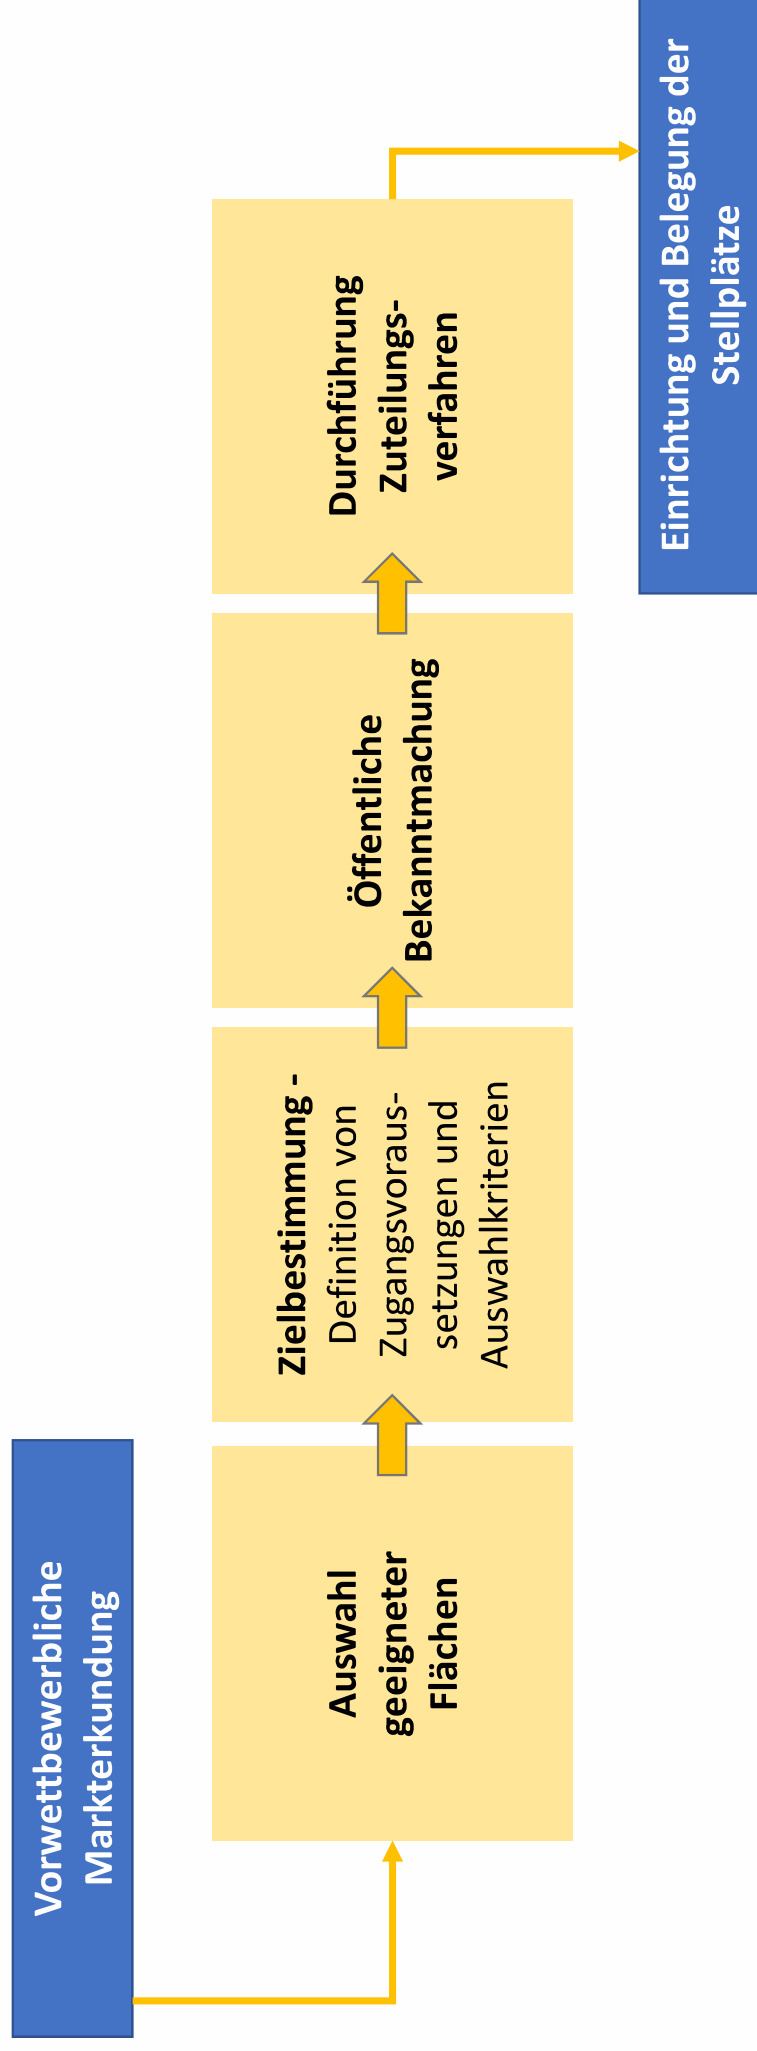 Vorwettbewerbliche
Markterkundung
Auswahl
geeigneter
Flächen
Zielbestimmung -
Definition von
Zugangsvoraus-
setzungen und
Auswahlkriterien
Öffentliche
Bekanntmachung
Durchführung
Zuteilungs-
verfahren
Einrichtung und Belegung der
Stellplätze